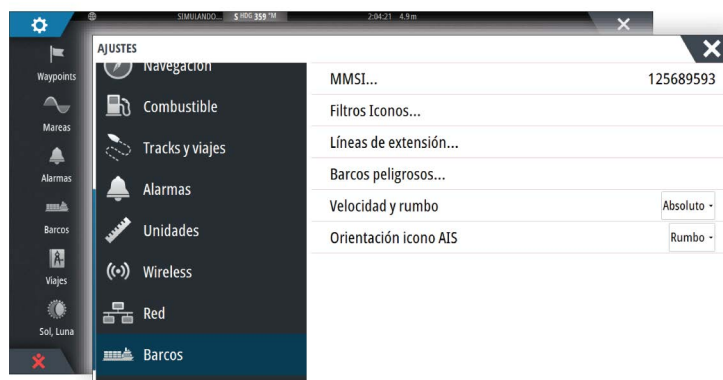 SIMULANDO... S HDG 359 °M 2:04:21 4.9 m
AJUSTES
Waypoints
Mareas
Alarmas
Barcos
Viajes
Sol, Luna
Navegación
Combustible
Tracks y viajes
Alarmas
Unidades
Wireless
Red
Barcos
MMSI... 125689593
Filtros Iconos...
Líneas de extensión...
Barcos peligrosos...
Velocidad y rumbo Absoluto
Orientación icono AIS Rumbo